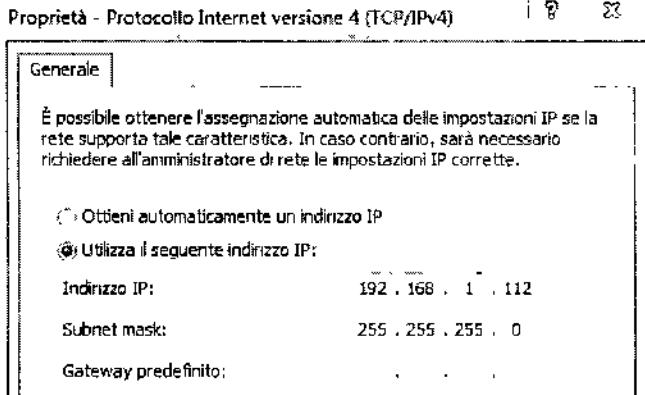 Proprietà - Protocollo Internet versione 4 (TCP/IPv4)
Generale
È possibile ottenere l'assegnazione automatica delle impostazioni IP se la
rete supporta tale caratteristica. In caso contrario, sarà necessario
richiedere all'amministratore di rete le impostazioni IP corrette.
Ottieni automaticamente un indirizzo IP
Utilizza il seguente indirizzo IP:
Indirizzo IP: 192 . 168 . 1 . 112
Subnet mask: 255 . 255 . 255 . 0
Gateway predefinito: . . .